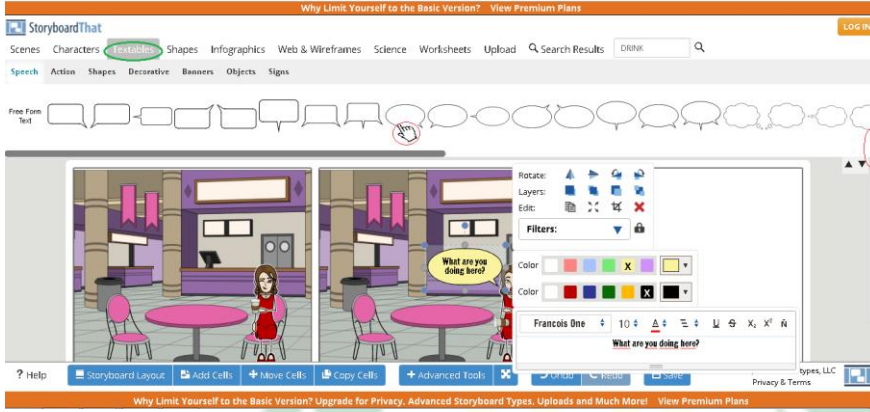 Why Limit Yourself to the Basic Version? View Premium Plans
StoryboardThat
LOG IN
Scenes Characters Textables Shapes Infographics Web & Wireframes Science Worksheets Upload Search Results DRINK
Speech Action Shapes Decorative Banners Objects Signs
Free Form
Text
Rotate:
Layers:
Edit:
Filters:
What are you
doing here?
Color X
Color X
Francois One 10 A U S X₂ X² Ñ
What are you doing here?
? Help Storyboard Layout Add Cells Move Cells Copy Cells Advanced Tools Undo Redo Save
types, LLC
Privacy & Terms
Why Limit Yourself to the Basic Version? Upgrade for Privacy, Advanced Storyboard Types, Uploads and Much More! View Premium Plans